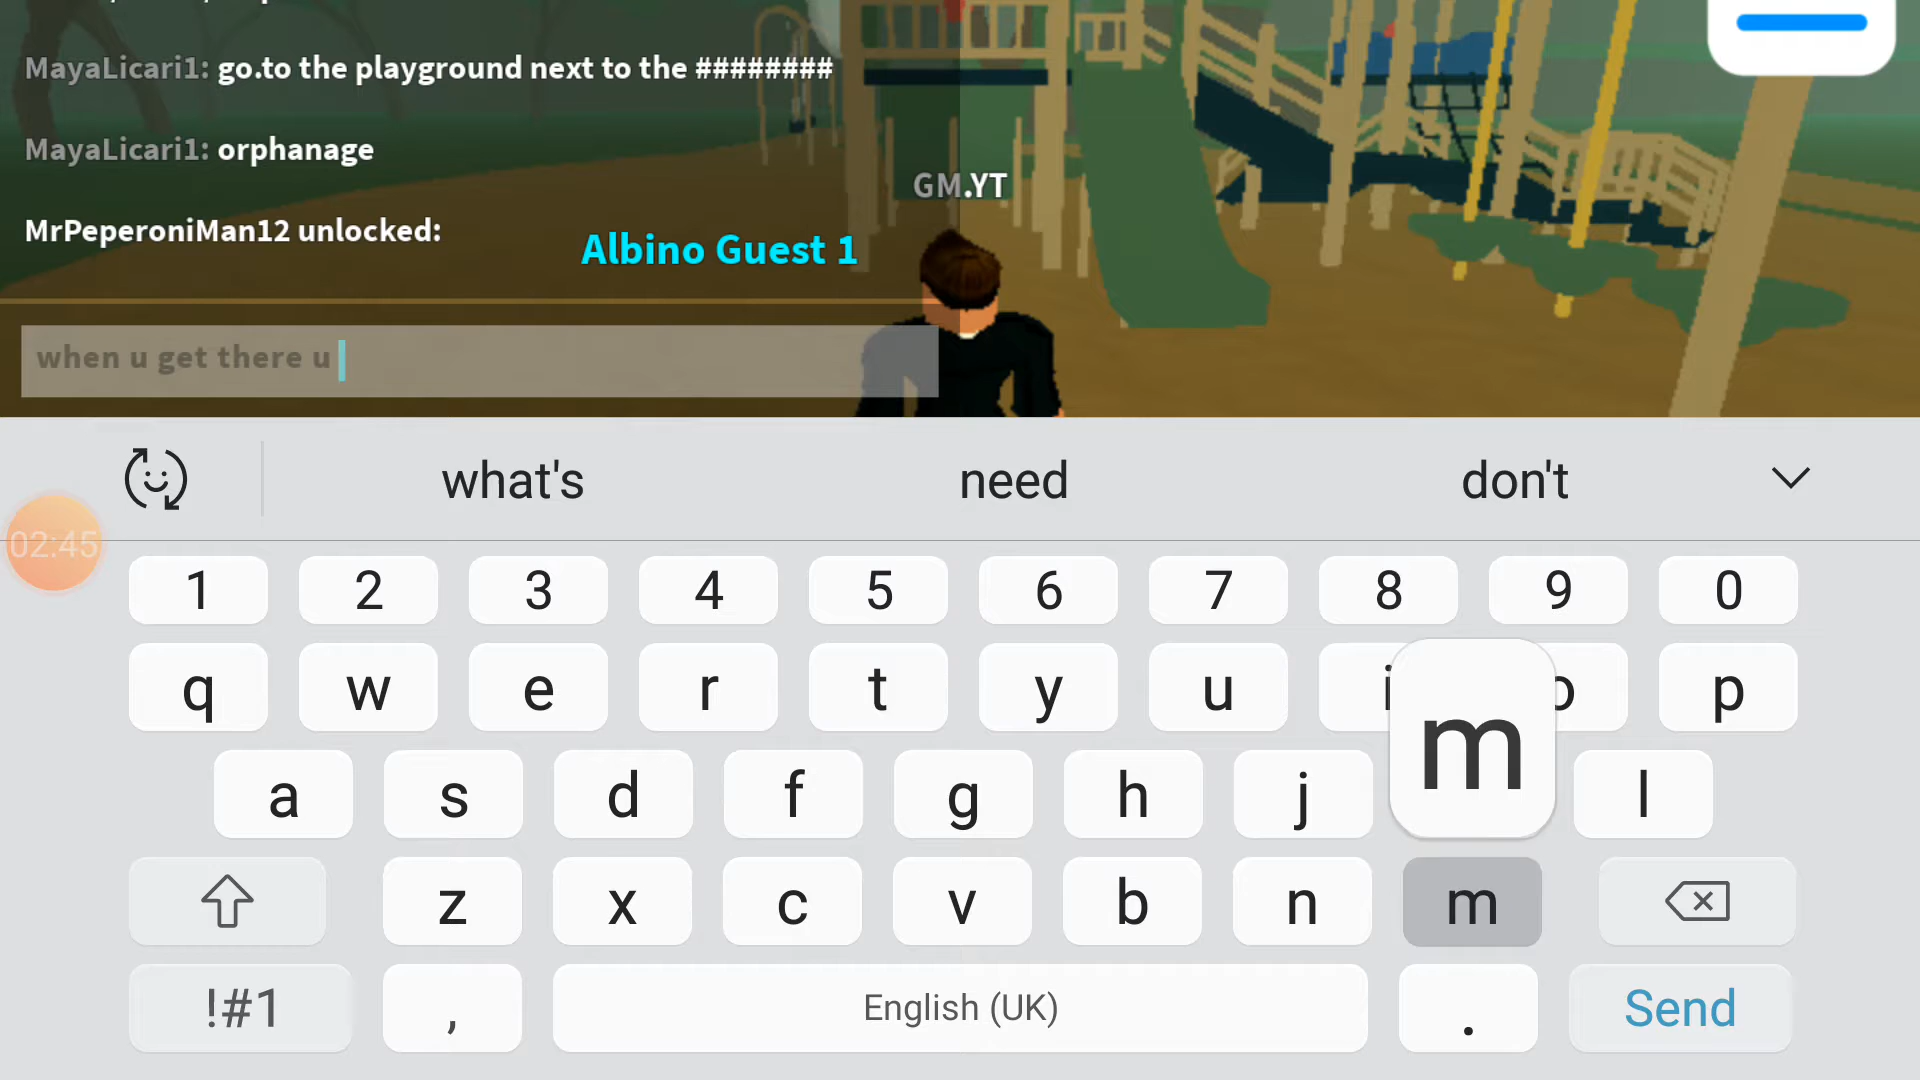 MayaLicari1: go.to the playground next to the ########
MayaLicari1: orphanage
GM.YT
MrPeperoniMan12 unlocked:
Albino Guest 1
when u get there u
what's need don't
02:45
1 2 3 4 5 6 7 8 9 0
q w e r t y u i o p
m
a s d f g h j l
z x c v b n m
!#1 , English (UK) . Send